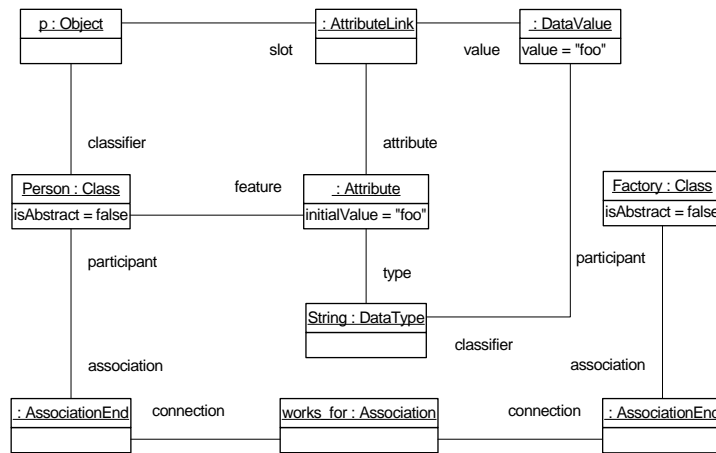 p : Object
: AttributeLink
: DataValue
value = "foo"
slot
value
classifier
attribute
Person : Class
isAbstract = false
feature
: Attribute
initialValue = "foo"
Factory : Class
isAbstract = false
participant
type
participant
String : DataType
classifier
association
association
: AssociationEnd
connection
works_for : Association
connection
: AssociationEnd